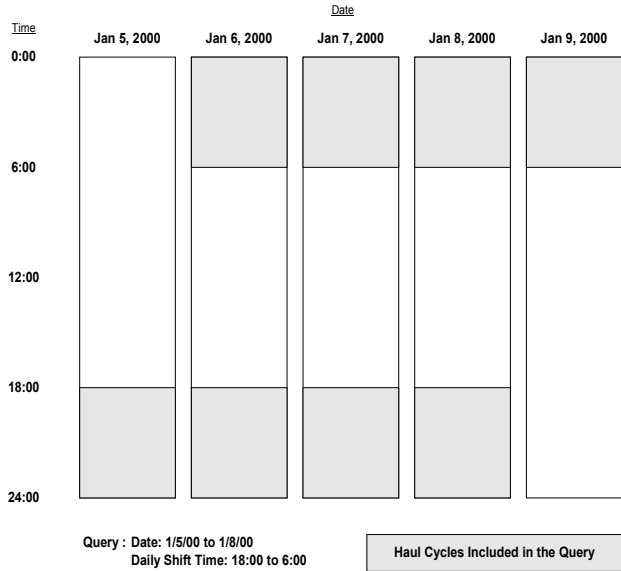 Date
Time
Jan 5, 2000 Jan 6, 2000 Jan 7, 2000 Jan 8, 2000 Jan 9, 2000
0:00
6:00
12:00
18:00
24:00
Query : Date: 1/5/00 to 1/8/00
Daily Shift Time: 18:00 to 6:00
Haul Cycles Included in the Query